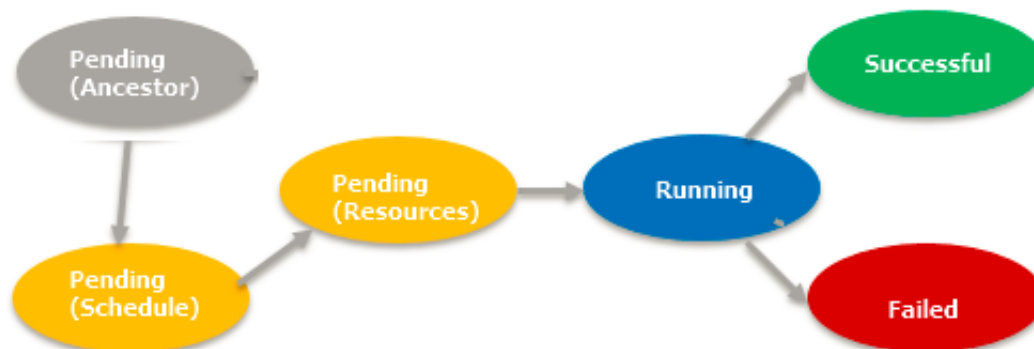 Pending
(Ancestor)
Successful
Pending
(Resources)
Running
Pending
(Schedule)
Failed